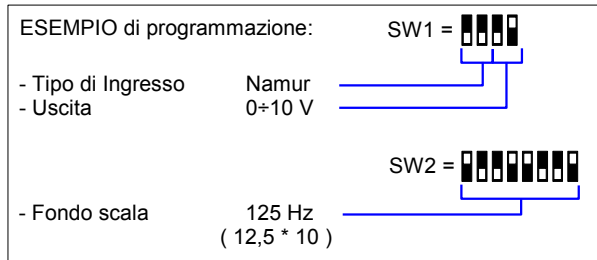 ESEMPIO di programmazione: SW1 =
- Tipo di Ingresso Namur
- Uscita 0÷10 V
SW2 =
- Fondo scala 125 Hz
( 12,5 * 10 )